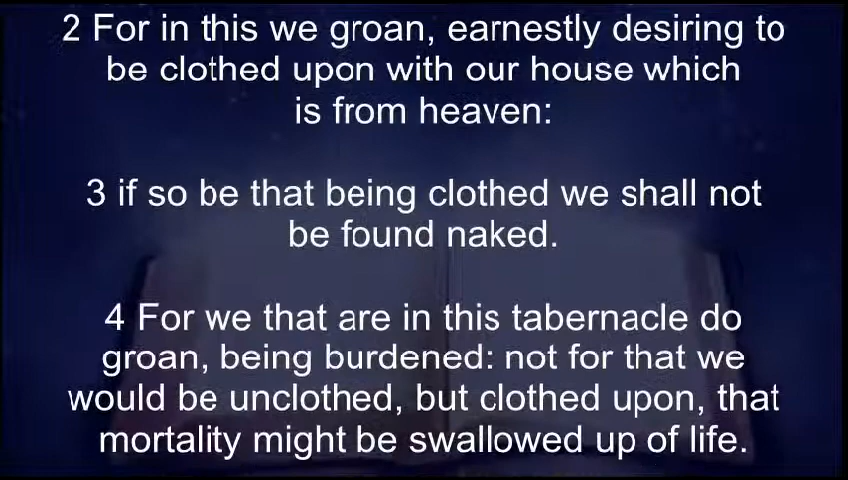 2 For in this we groan, earnestly desiring to
be clothed upon with our house which
is from heaven:
3 if so be that being clothed we shall not
be found naked.
4 For we that are in this tabernacle do
groan, being burdened: not for that we
would be unclothed, but clothed upon, that
mortality might be swallowed up of life.